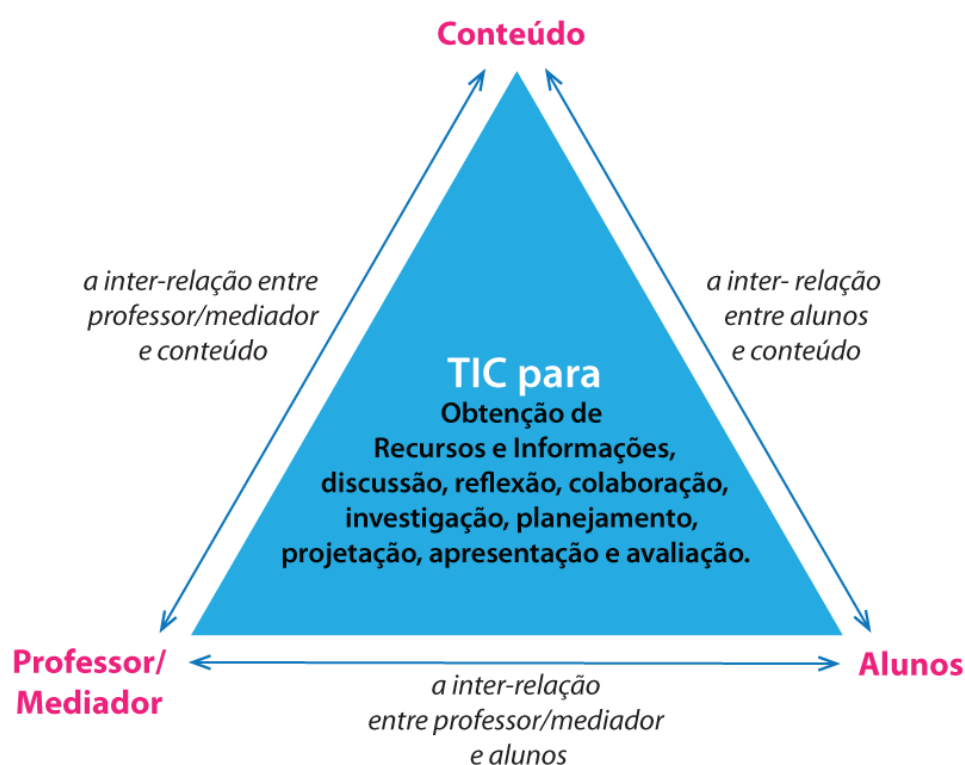 Conteúdo
a inter-relação entre
professor/mediador
e conteúdo
a inter- relação
entre alunos
e conteúdo
TIC para
Obtenção de
Recursos e Informações,
discussão, reflexão, colaboração,
investigação, planejamento,
projetação, apresentação e avaliação.
Professor/
Mediador
Alunos
a inter-relação
entre professor/mediador
e alunos